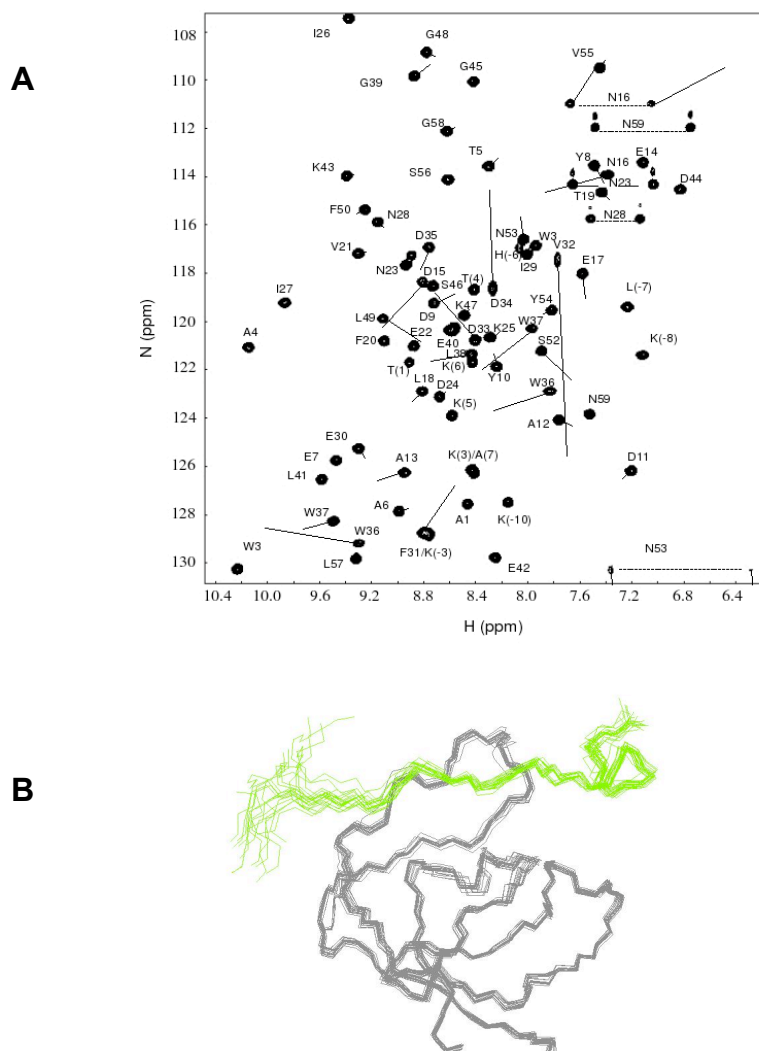 A
108
110
112
114
116
118
120
122
124
126
128
130
N (ppm)
10.4 10.0 9.6 9.2 8.8 8.4 8.0 7.6 7.2 6.8 6.4
H (ppm)
I26
G48
V55
G39
G45
N16
G58
N59
T5
Y8 N16 E14
K43 S56
N23 D44
T19
F50 N28
N28
D35 N53 W3
V21 H(-6) V32
I29
N23 D15 T(4) E17
S46
I27 D34 L(-7)
K47 Y54
L49 D9 W37
A4 F20 E22 D33 K25 S52 K(-8)
E40
L38
T(1) K(6) Y10
L18 D24 W36
K(5) N59
A12
E30
K(3)/A(7)
E7 A13 D11
L41
A6
W37 A1 K(-10)
W36
W3 F31/K(-3) N53
L57 E42
B